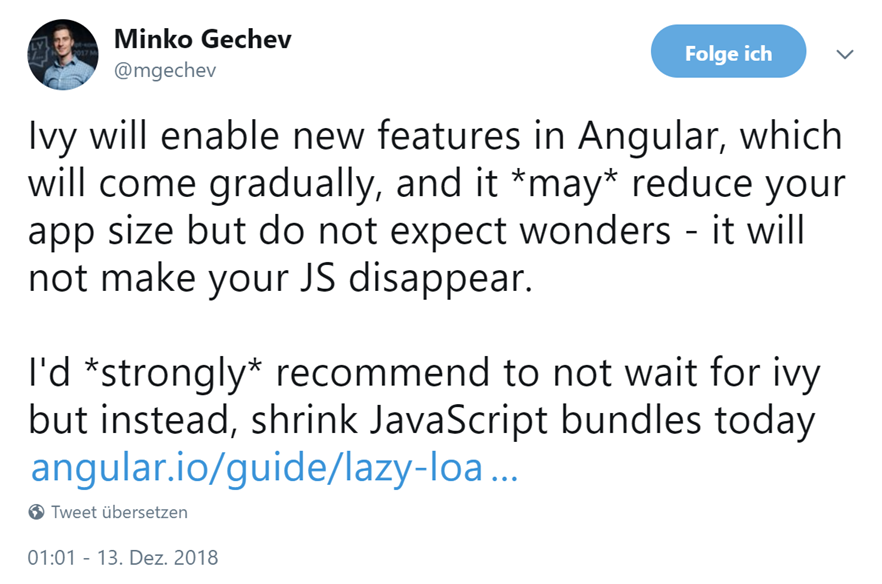 Minko Gechev
@mgechev
Folge ich
Ivy will enable new features in Angular, which
will come gradually, and it *may* reduce your
app size but do not expect wonders - it will
not make your JS disappear.
I'd *strongly* recommend to not wait for ivy
but instead, shrink JavaScript bundles today
angular.io/guide/lazy-loa...
Tweet übersetzen
01:01 - 13. Dez. 2018